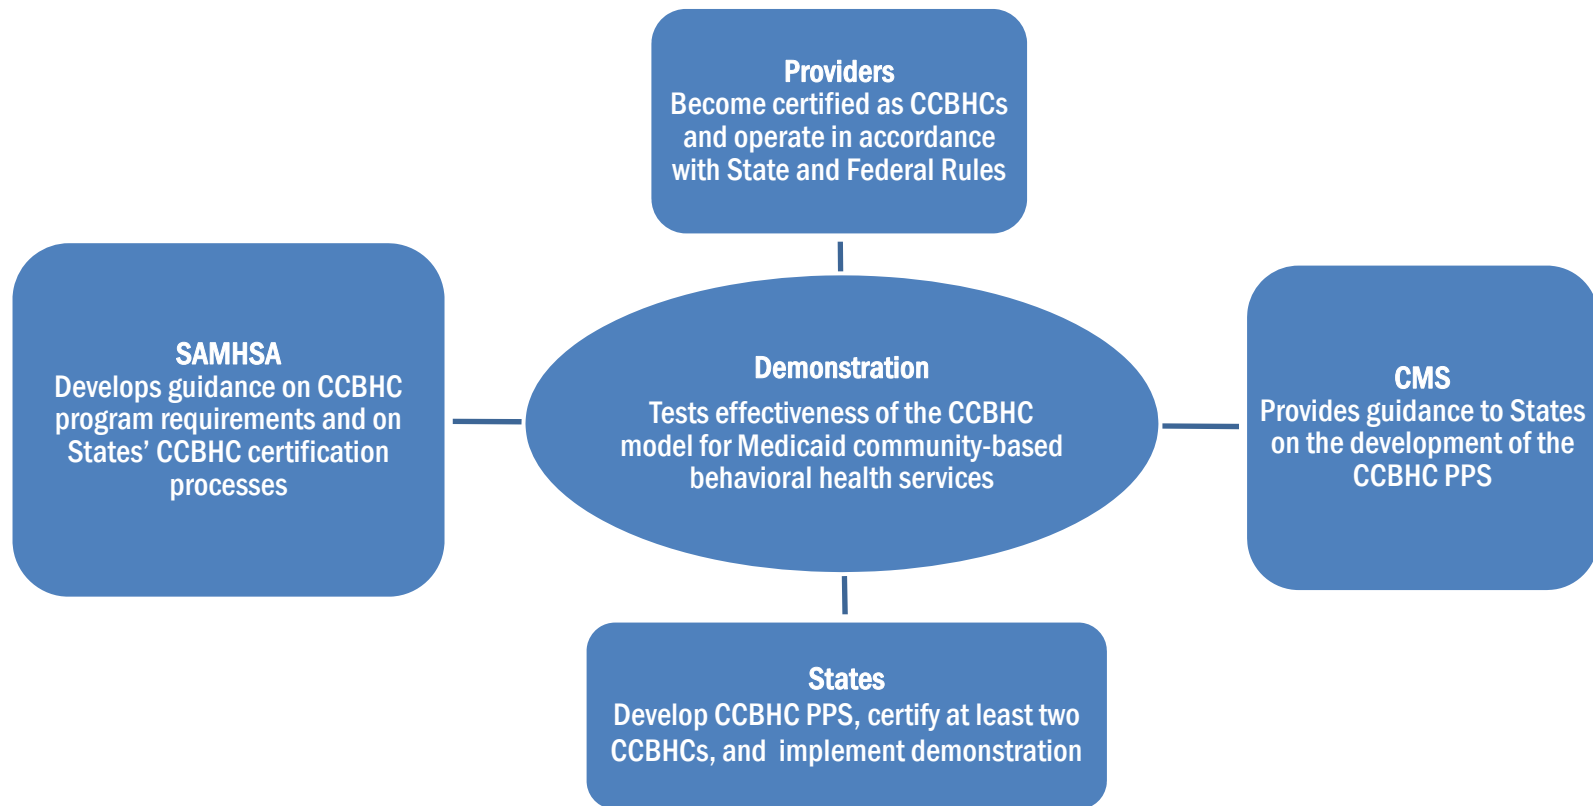 Providers
Become certified as CCBHCs
and operate in accordance
with State and Federal Rules
SAMHSA
Develops guidance on CCBHC
program requirements and on
States’ CCBHC certification
processes
Demonstration
Tests effectiveness of the CCBHC
model for Medicaid community-based
behavioral health services
CMS
Provides guidance to States
on the development of the
CCBHC PPS
States
Develop CCBHC PPS, certify at least two
CCBHCs, and implement demonstration